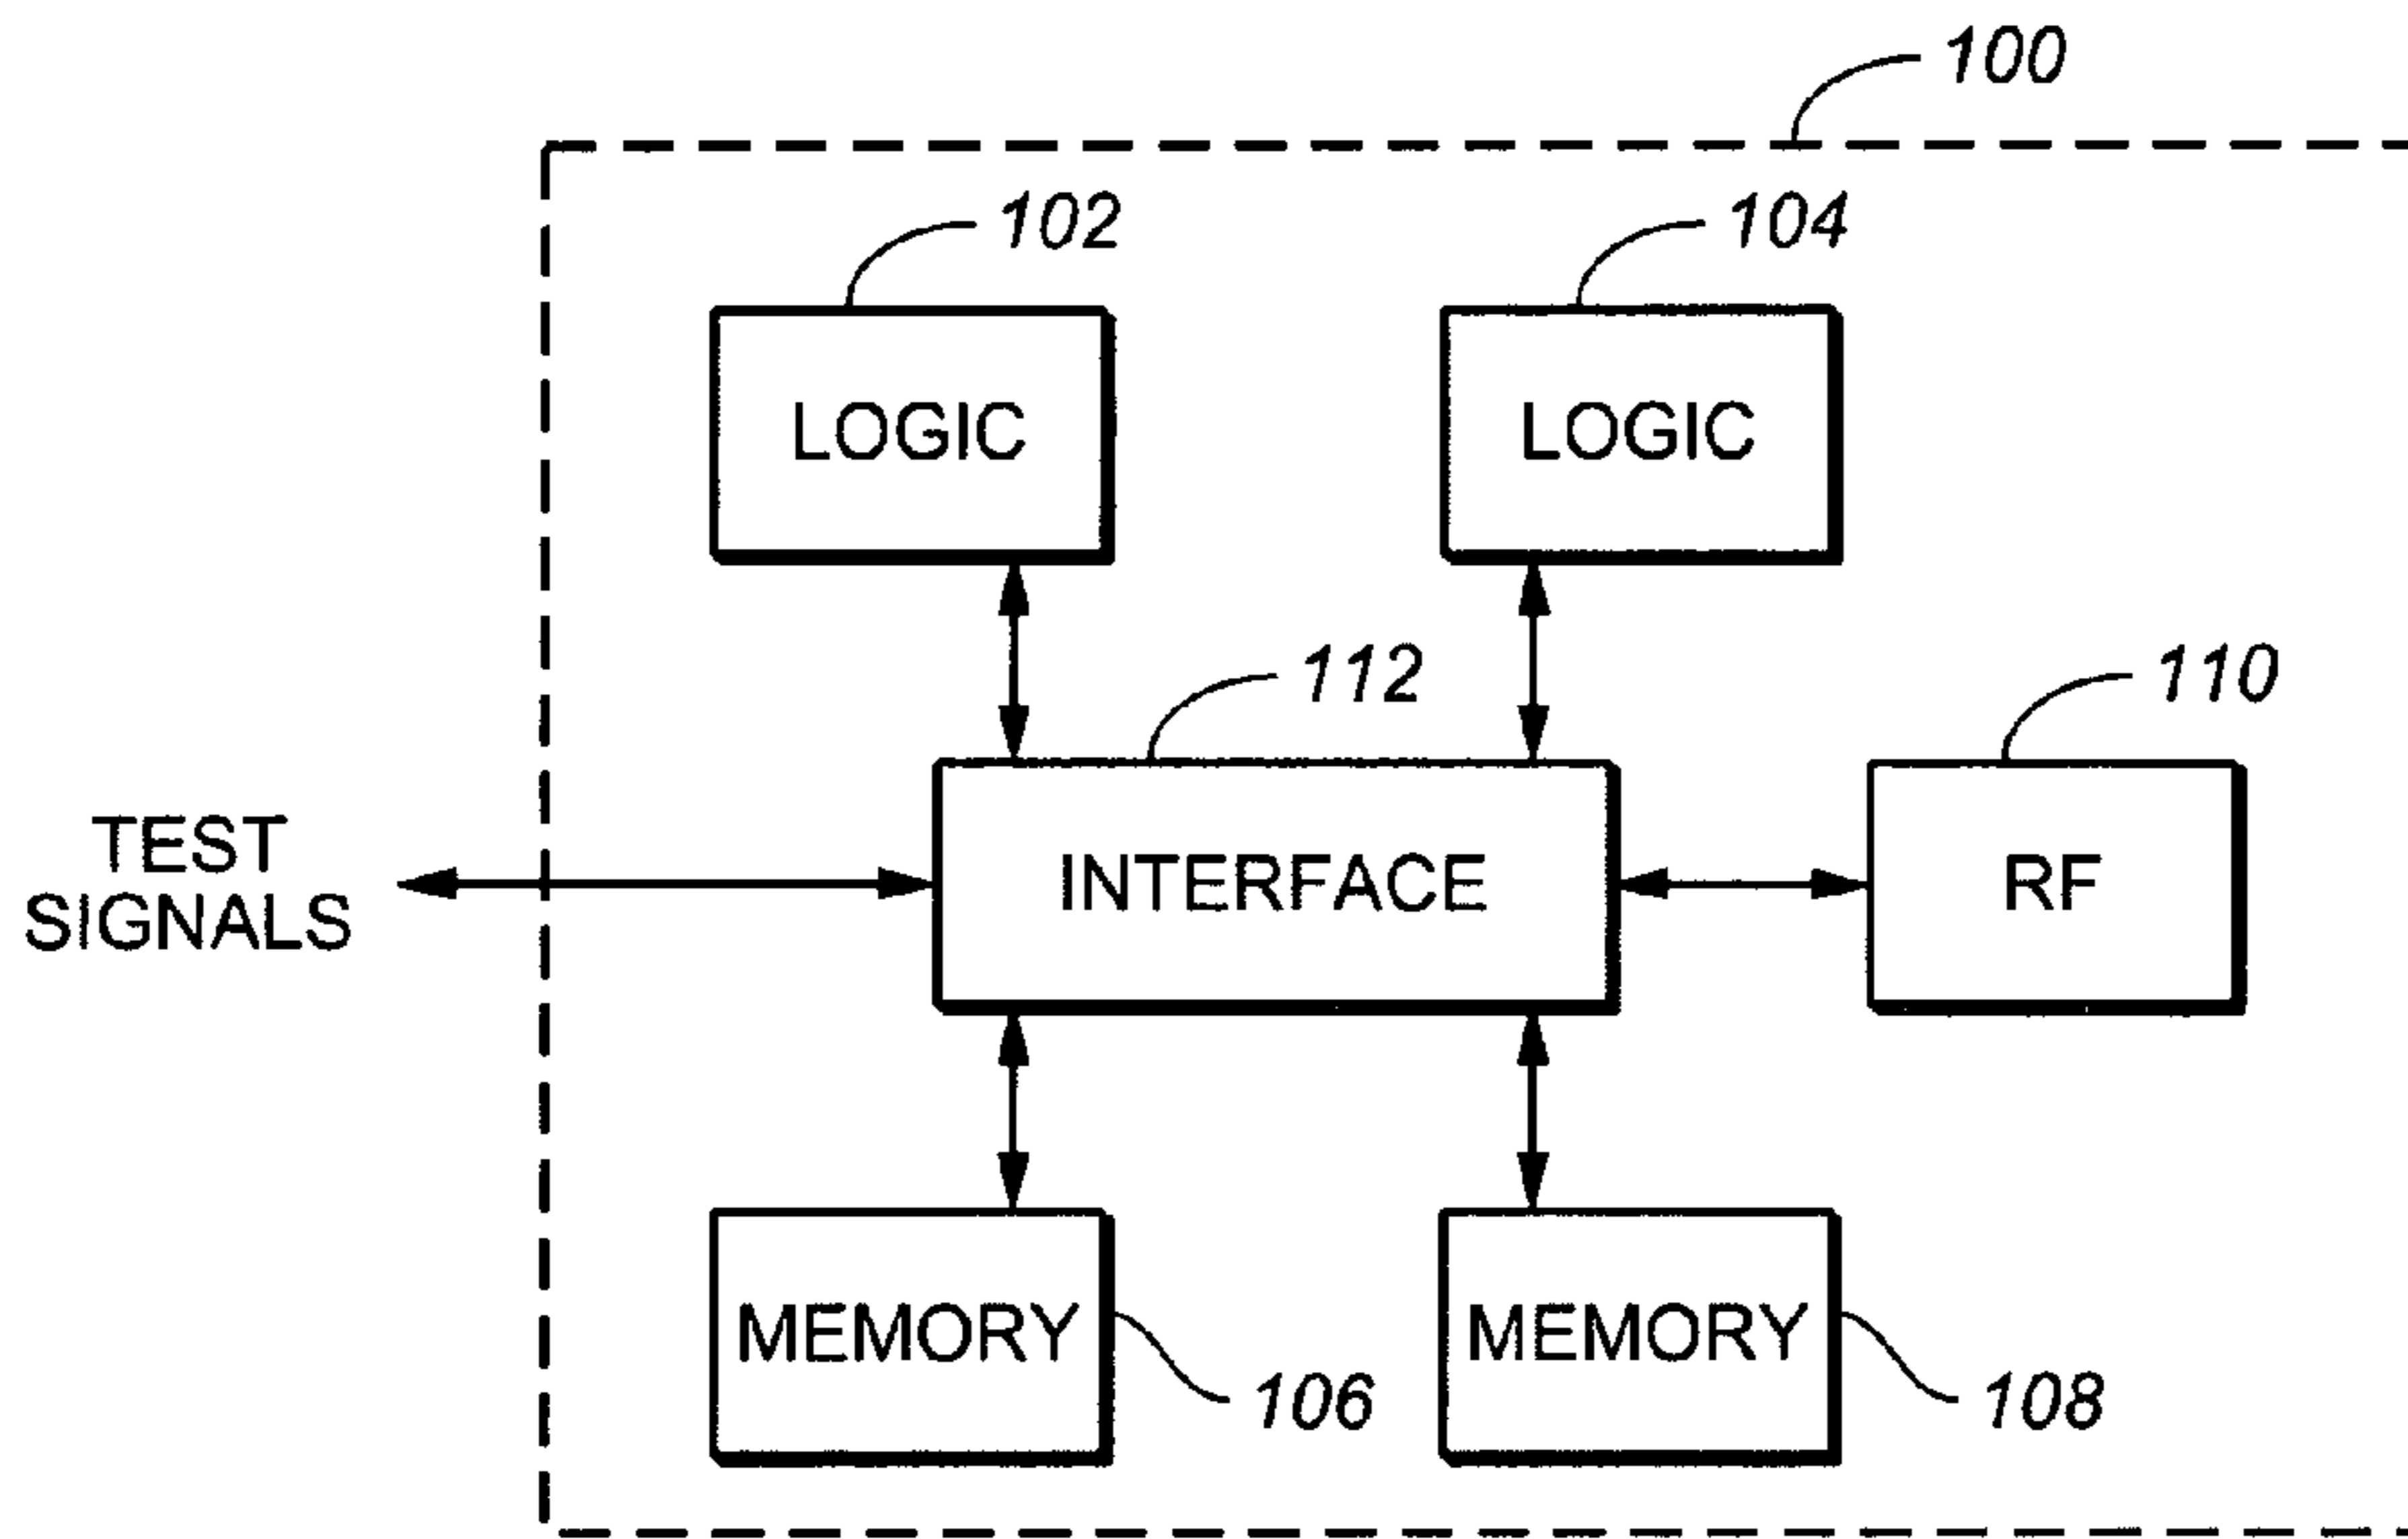 100
102
104
LOGIC
LOGIC
112
110
TEST
SIGNALS
INTERFACE
RF
MEMORY
106
MEMORY
108